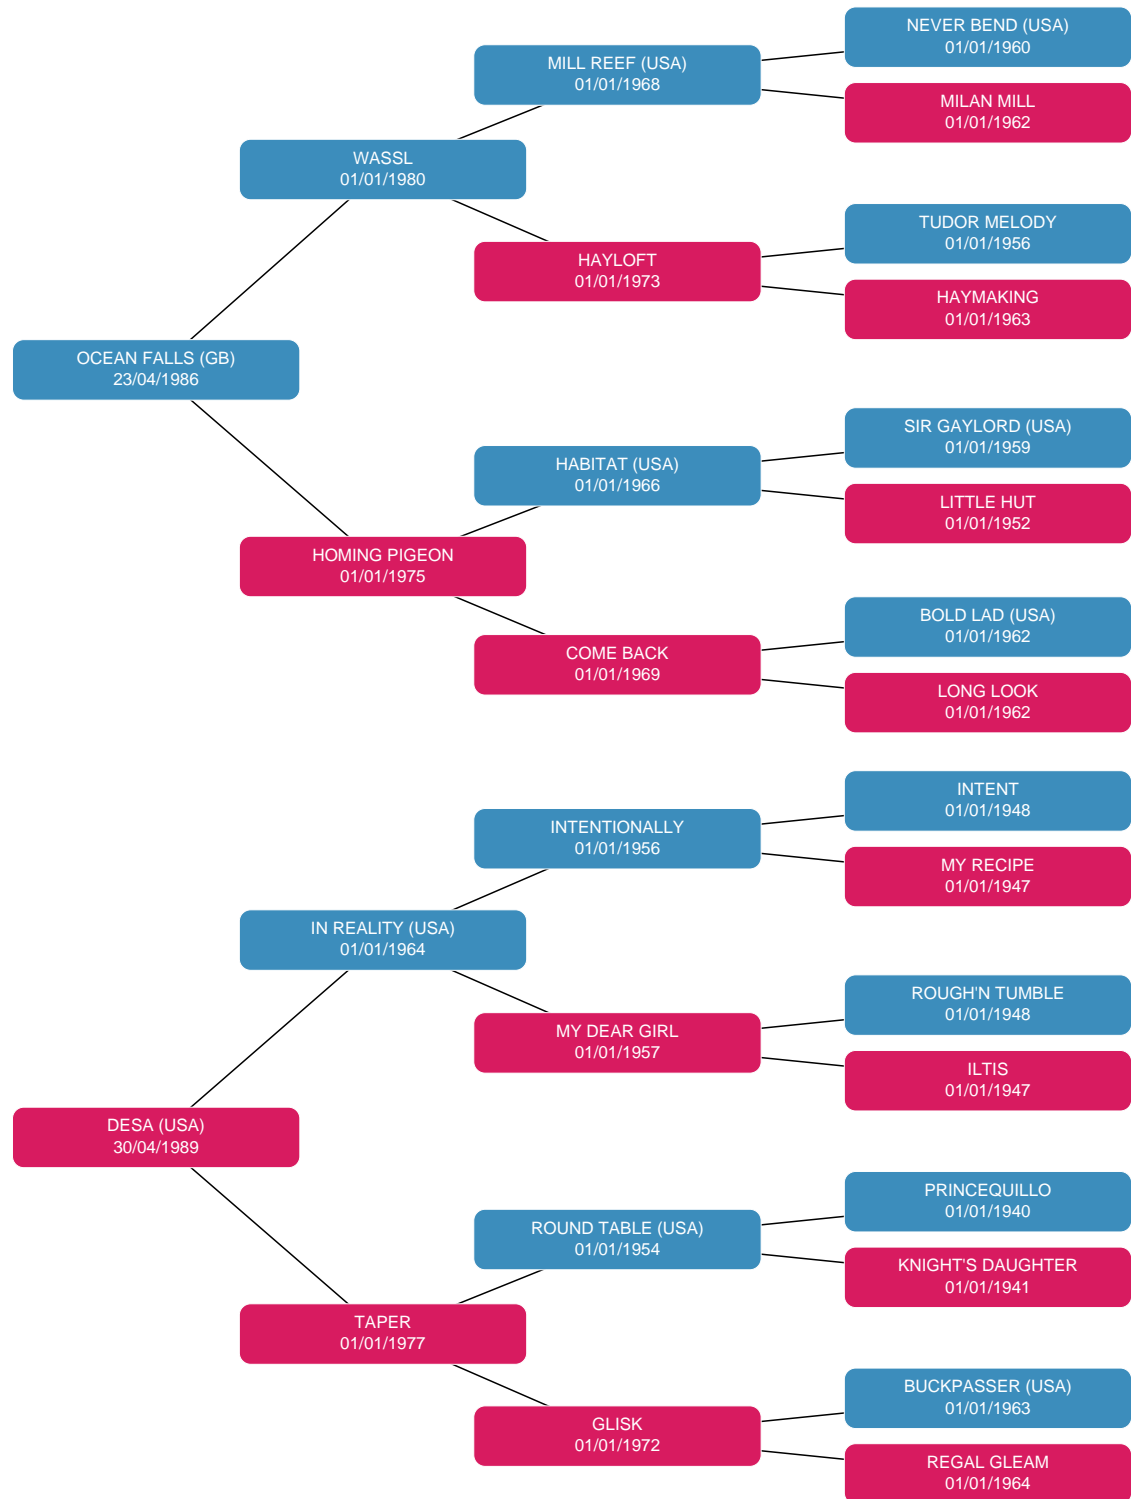 NEVER BEND (USA)
01/01/1960
MILL REEF (USA)
01/01/1968
MILAN MILL
01/01/1962
WASSL
01/01/1980
TUDOR MELODY
01/01/1956
HAYLOFT
01/01/1973
HAYMAKING
01/01/1963
OCEAN FALLS (GB)
23/04/1986
SIR GAYLORD (USA)
01/01/1959
HABITAT (USA)
01/01/1966
LITTLE HUT
01/01/1952
HOMING PIGEON
01/01/1975
BOLD LAD (USA)
01/01/1962
COME BACK
01/01/1969
LONG LOOK
01/01/1962
INTENT
01/01/1948
INTENTIONALLY
01/01/1956
MY RECIPE
01/01/1947
IN REALITY (USA)
01/01/1964
ROUGH'N TUMBLE
01/01/1948
MY DEAR GIRL
01/01/1957
ILTIS
01/01/1947
DESA (USA)
30/04/1989
PRINCEQUILLO
01/01/1940
ROUND TABLE (USA)
01/01/1954
KNIGHT'S DAUGHTER
01/01/1941
TAPER
01/01/1977
BUCKPASSER (USA)
01/01/1963
GLISK
01/01/1972
REGAL GLEAM
01/01/1964